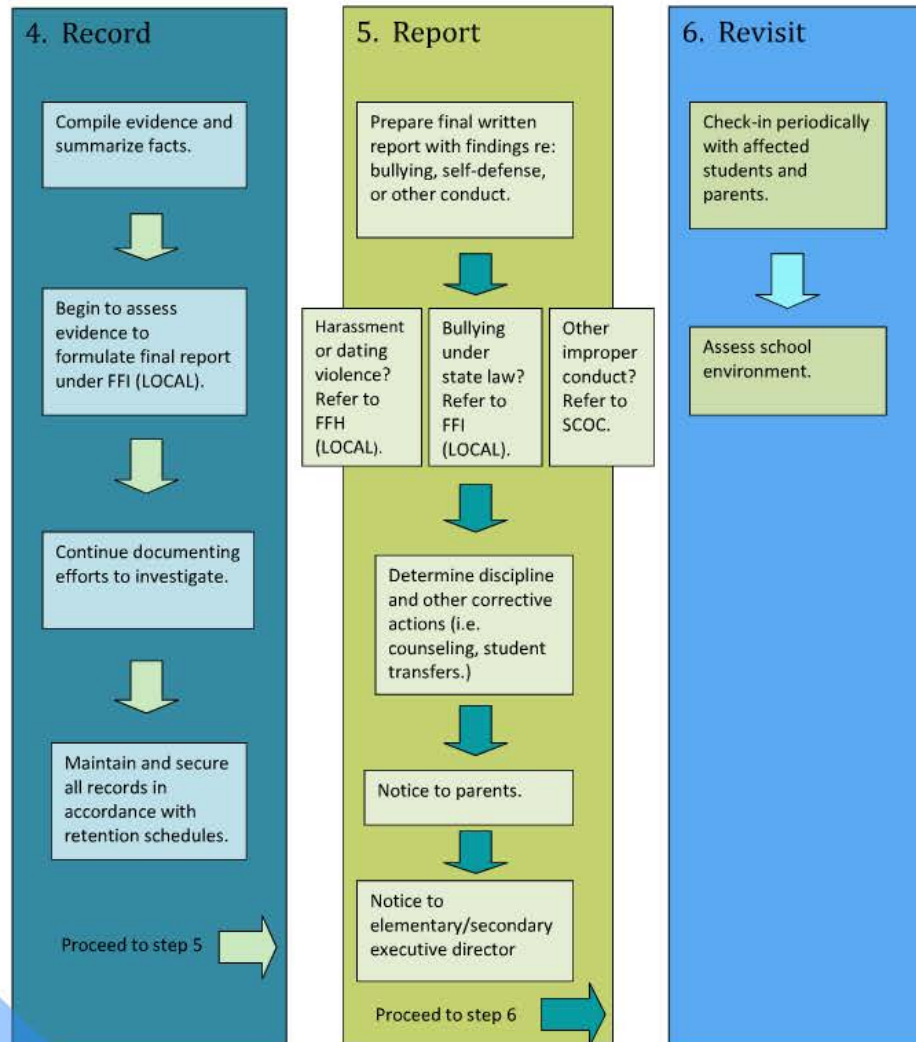 4. Record
Compile evidence and
summarize facts.
Begin to assess
evidence to
formulate final report
under FFI (LOCAL).
Continue documenting
efforts to investigate.
Maintain and secure
all records in
accordance with
retention schedules.
Proceed to step 5
5. Report
Prepare final written
report with findings re:
bullying, self-defense,
or other conduct.
Harassment
or dating
violence?
Refer to
FFH
(LOCAL).
Bullying
under
state law?
Refer to
FFI
(LOCAL).
Other
improper
conduct?
Refer to
SCOC.
Determine discipline
and other corrective
actions (i.e.
counseling, student
transfers.)
Notice to parents.
Notice to
elementary/secondary
executive director
Proceed to step 6
6. Revisit
Check-in periodically
with affected
students and
parents.
Assess school
environment.